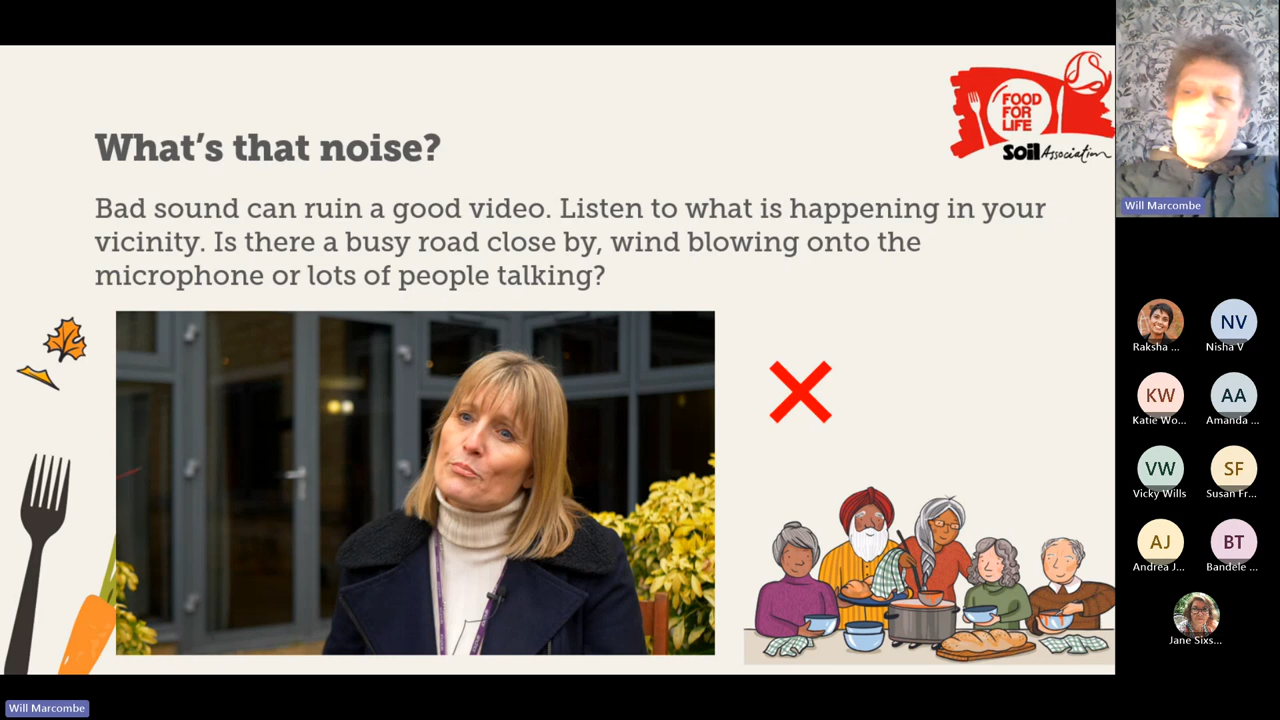 What's that noise?
Bad sound can ruin a good video. Listen to what is happening in your
vicinity. Is there a busy road close by, wind blowing onto the
microphone or lots of people talking?
FOOD
FOR
LIFE
Soil Association
Will Marcombe
Raksha ...
NV
Nisha V
KW
Katie Wo...
AA
Amanda ...
VW
Vicky Wills
SF
Susan Fr...
AJ
Andrea J...
BT
Bandele ...
Jane Sixs...
Will Marcombe